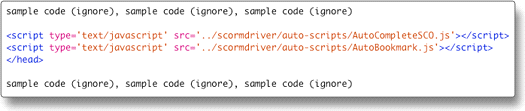 sample code (ignore), sample code (ignore), sample code (ignore)
<script type='text/javascript' src='../scormdriver/auto-scripts/AutoCompleteSCO.js'></script>
<script type='text/javascript' src='../scormdriver/auto-scripts/AutoBookmark.js'></script>
</head>
sample code (ignore), sample code (ignore), sample code (ignore)